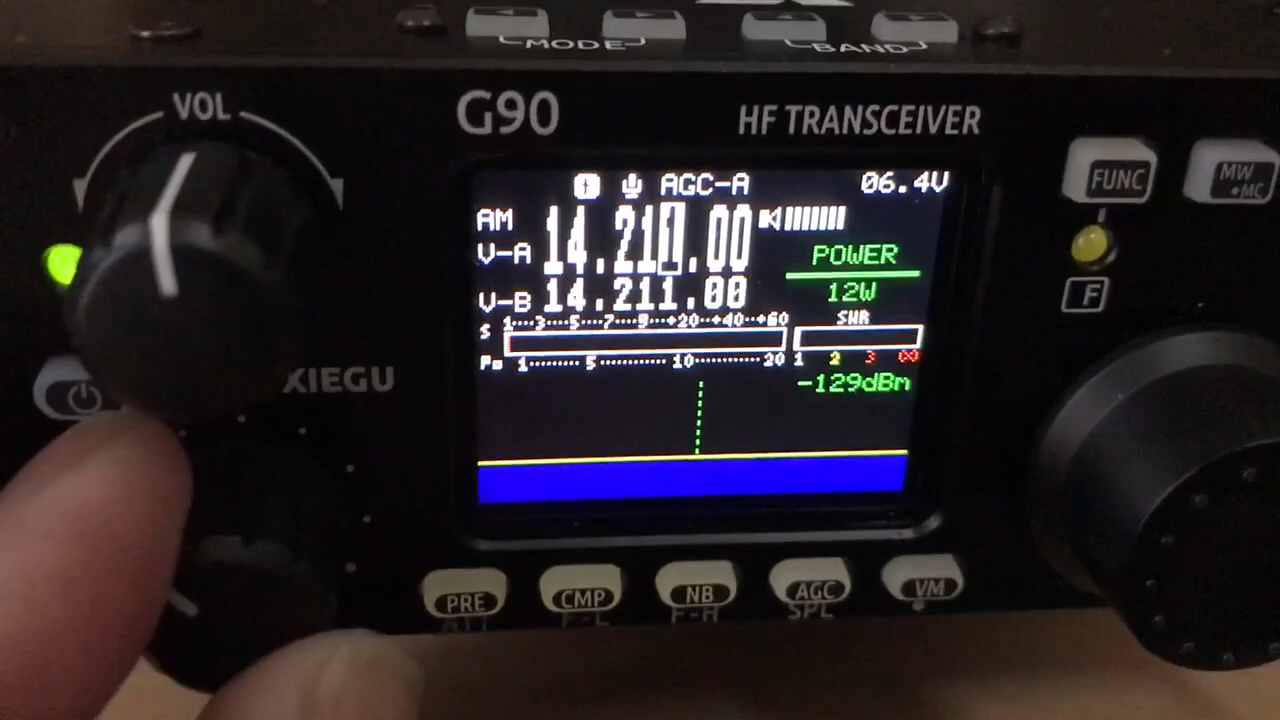 MODE
BAND
VOL
G90
HF TRANSCEIVER
FUNC
MW
•MC
AGC-A
06.4V
AM
14.211.00
V-A
POWER
12W
V-B
14.211.00
SWR
S 1···3···5···7···9···+20···+40···+60
Po 1········5···········10···········20
1 2 3 ∞
-129dBm
F
XIEGU
PRE
CMP
NB
AGC
VM
ATT
F-L
F-H
SPL